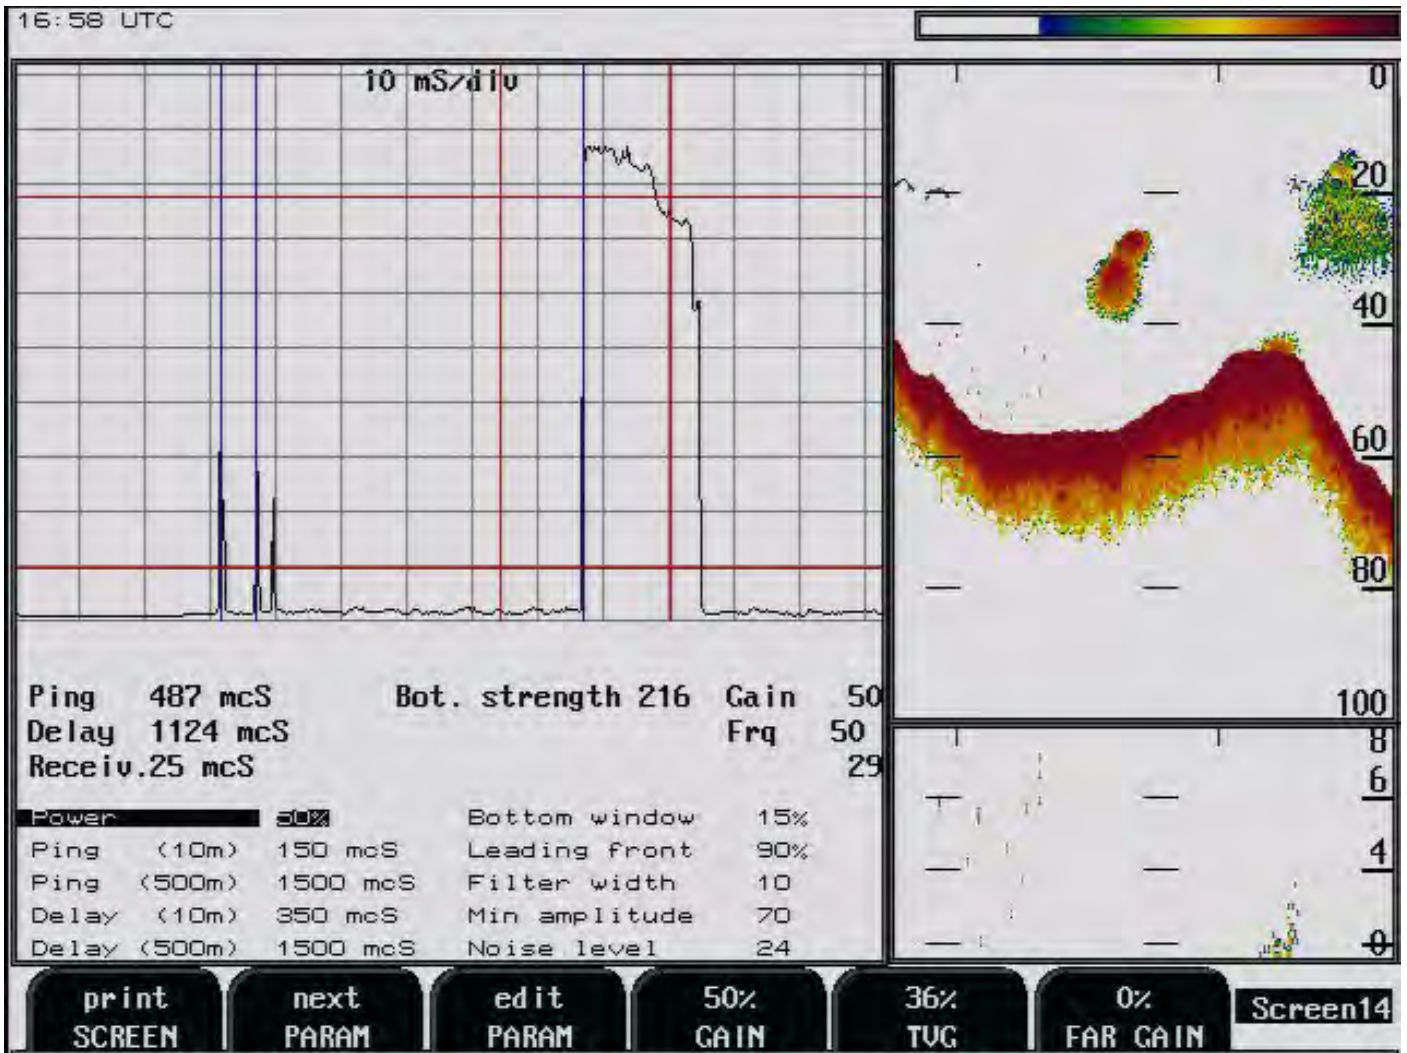 16:58 UTC
10 mS/div
0
20
40
60
80
100
8
6
4
0
Ping 487 mcS Bot. strength 216 Gain 50
Delay 1124 mcS Frq 50
Receiv.25 mcS 29
Power 50% Bottom window 15%
Ping (10m) 150 mcS Leading front 90%
Ping (500m) 1500 mcS Filter width 10
Delay (10m) 350 mcS Min amplitude 70
Delay (500m) 1500 mcS Noise level 24
print SCREEN
next PARAM
edit PARAM
50% GAIN
36% TVG
0% FAR GAIN
Screen14